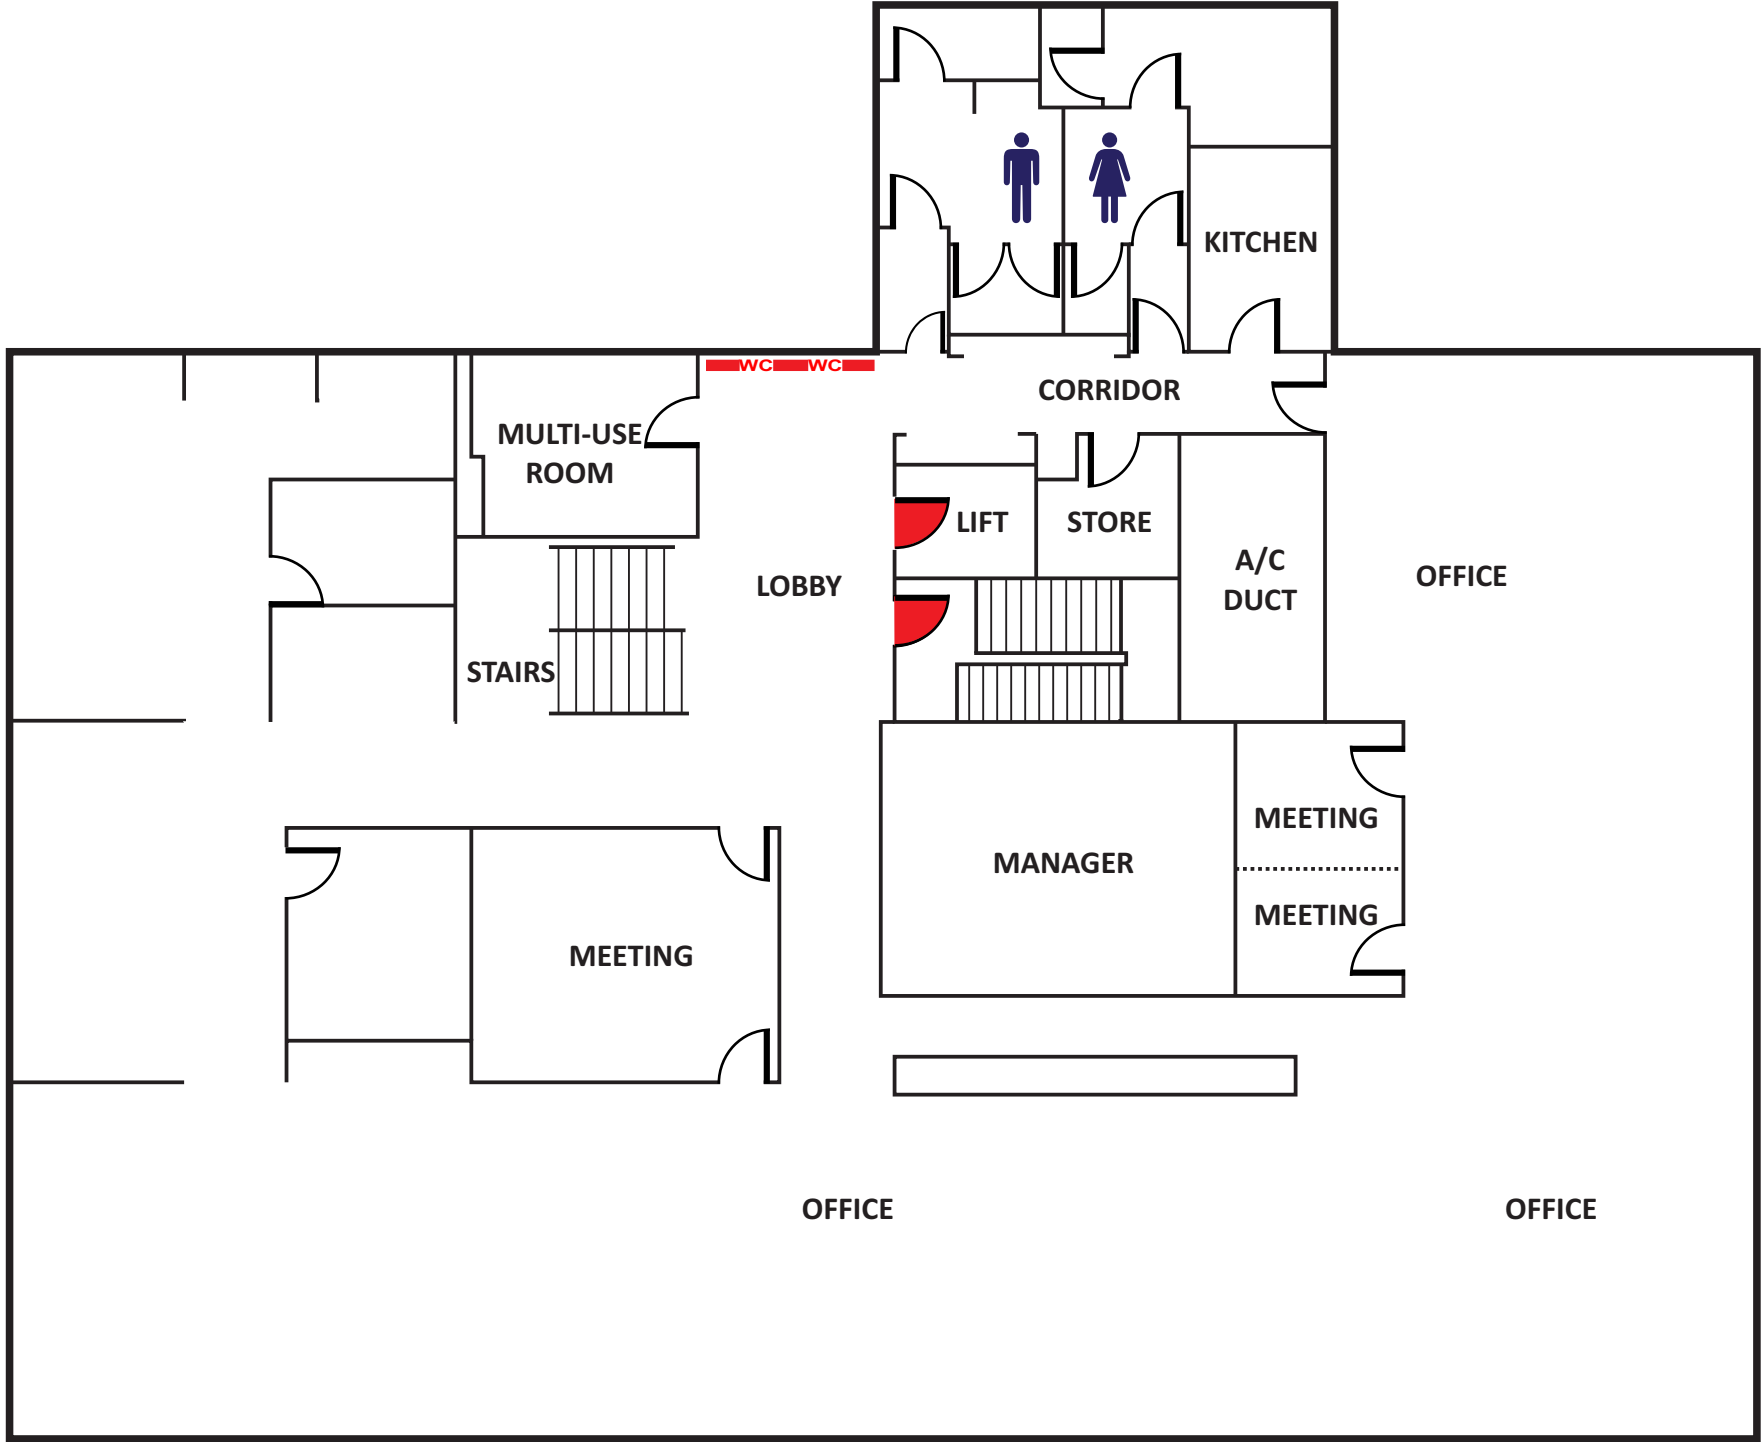 KITCHEN
WC WC
CORRIDOR
MULTI-USE
ROOM
LIFT
STORE
A/C
DUCT
OFFICE
LOBBY
STAIRS
MEETING
MANAGER
MEETING
MEETING
OFFICE
OFFICE